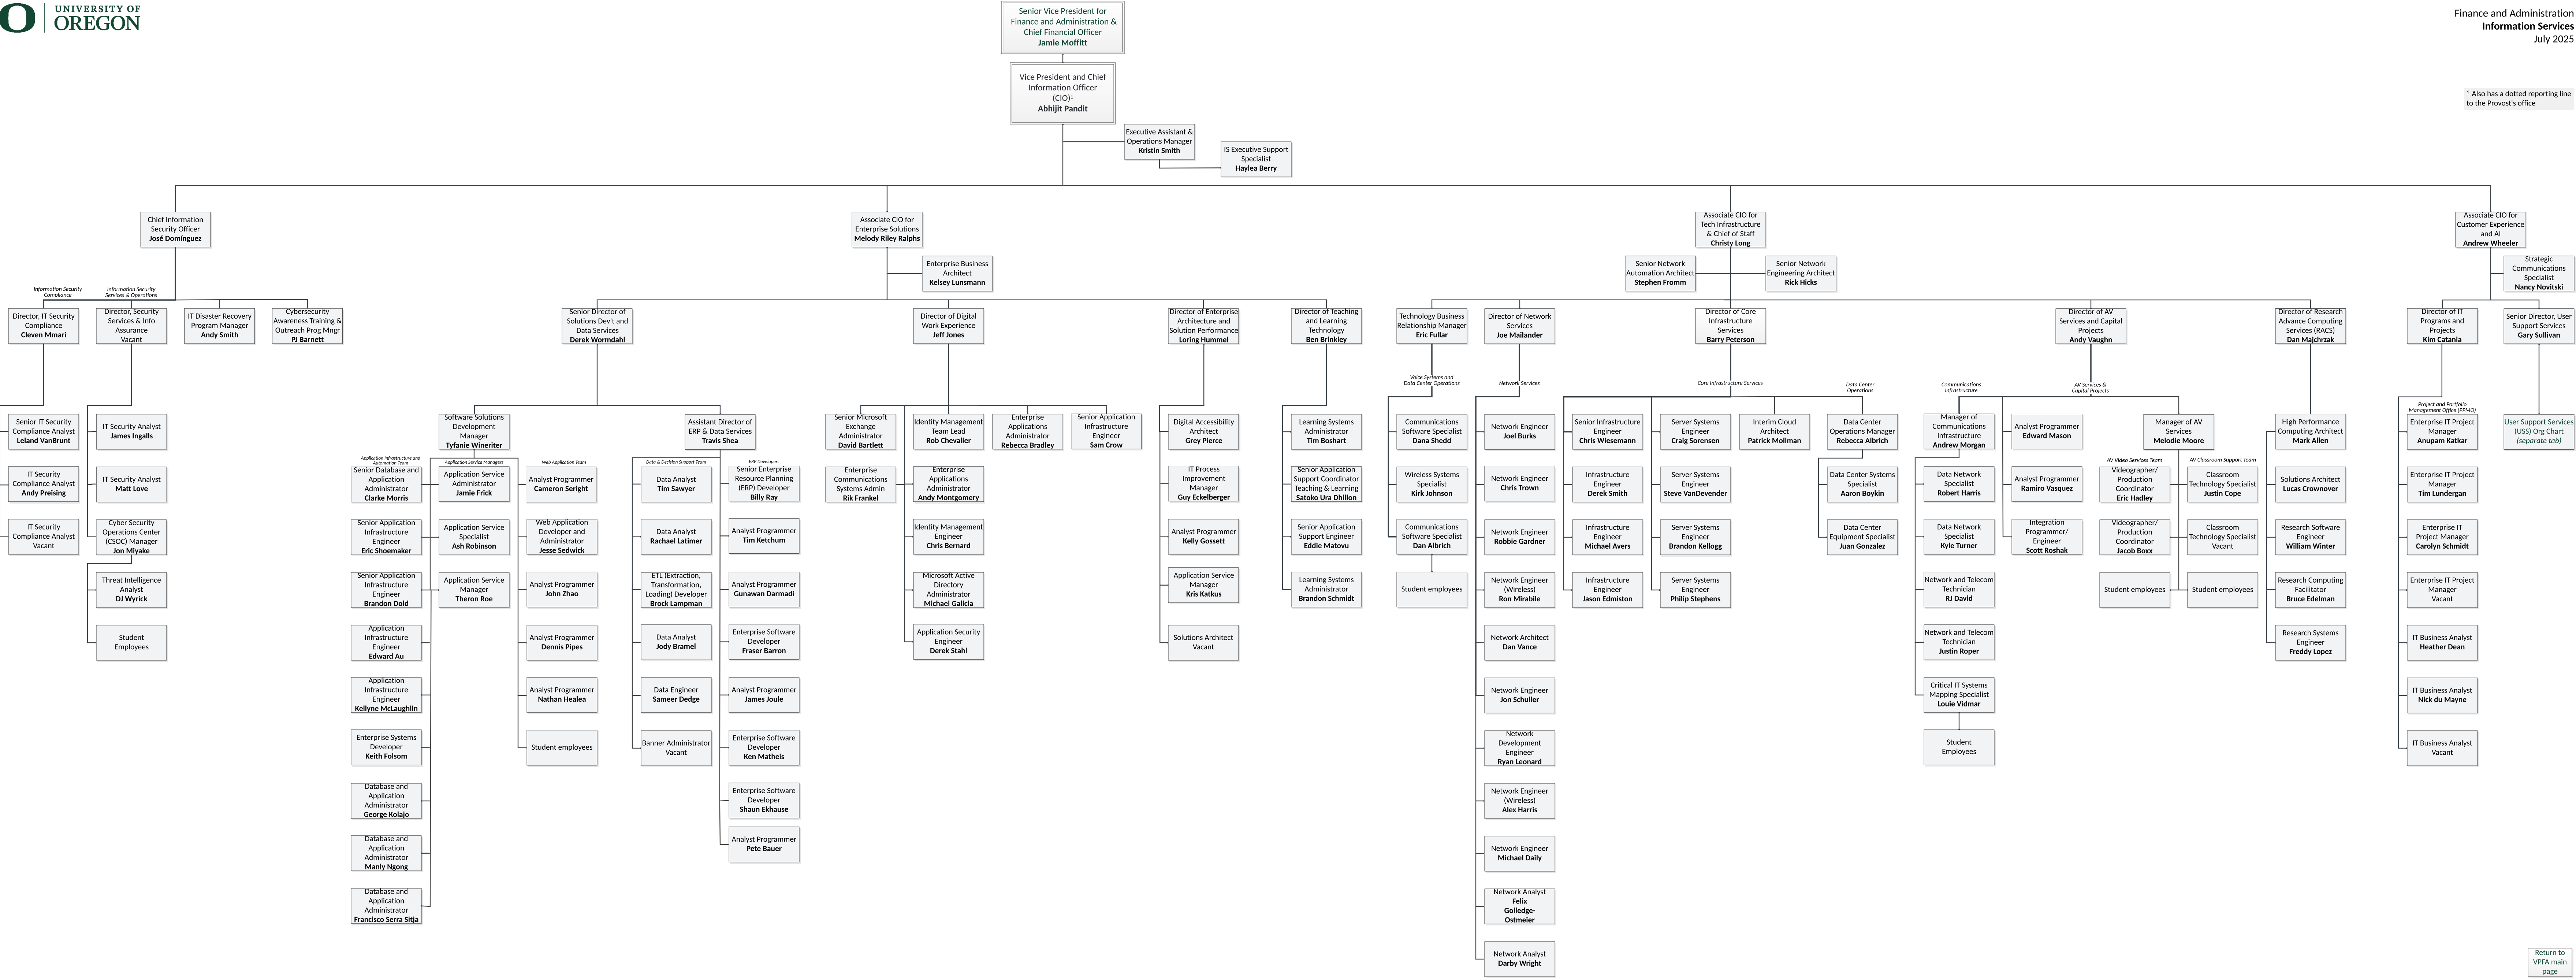 UNIVERSITY OF
OREGON
Senior Vice President for
Finance and Administration &
Chief Financial Officer
Jamie Moffitt
Finance and Administration
Information Services
July 2025
Vice President and Chief
Information Officer
(CIO)¹
Abhijit Pandit
¹ Also has a dotted reporting line
to the Provost's office
Executive Assistant &
Operations Manager
Kristin Smith
IS Executive Support
Specialist
Haylea Berry
Chief Information
Security Officer
José Domínguez
Associate CIO for
Enterprise Solutions
Melody Riley Ralphs
Associate CIO for
Tech Infrastructure
& Chief of Staff
Christy Long
Associate CIO for
Customer Experience
and AI
Andrew Wheeler
Enterprise Business
Architect
Kelsey Lunsmann
Senior Network
Automation Architect
Stephen Fromm
Senior Network
Engineering Architect
Rick Hicks
Strategic
Communications
Specialist
Nancy Novitski
Information Security
Compliance
Information Security
Services & Operations
Director, IT Security
Compliance
Cleven Mmari
Director, Security
Services & Info
Assurance
Vacant
IT Disaster Recovery
Program Manager
Andy Smith
Cybersecurity
Awareness Training &
Outreach Prog Mngr
PJ Barnett
Senior Director of
Solutions Dev't and
Data Services
Derek Wormdahl
Director of Digital
Work Experience
Jeff Jones
Director of Enterprise
Architecture and
Solution Performance
Loring Hummel
Director of Teaching
and Learning
Technology
Ben Brinkley
Technology Business
Relationship Manager
Eric Fullar
Director of Network
Services
Joe Mailander
Director of Core
Infrastructure
Services
Barry Peterson
Director of AV
Services and Capital
Projects
Andy Vaughn
Director of Research
Advance Computing
Services (RACS)
Dan Majchrzak
Director of IT
Programs and
Projects
Kim Catania
Senior Director, User
Support Services
Gary Sullivan
Voice Systems and
Data Center Operations
Network Services
Core Infrastructure Services
Data Center
Operations
Communications
Infrastructure
AV Services &
Capital Projects
Project and Portfolio
Management Office (PPMO)
Senior IT Security
Compliance Analyst
Leland VanBrunt
IT Security
Compliance Analyst
Andy Preising
IT Security
Compliance Analyst
Vacant
IT Security Analyst
James Ingalls
IT Security Analyst
Matt Love
Cyber Security
Operations Center
(CSOC) Manager
Jon Miyake
Threat Intelligence
Analyst
DJ Wyrick
Student
Employees
Software Solutions
Development
Manager
Tyfanie Wineriter
Application Infrastructure and
Automation Team
Application Service Managers
Web Application Team
Senior Database and
Application
Administrator
Clarke Morris
Senior Application
Infrastructure
Engineer
Eric Shoemaker
Senior Application
Infrastructure
Engineer
Brandon Dold
Application
Infrastructure
Engineer
Edward Au
Application
Infrastructure
Engineer
Kellyne McLaughlin
Enterprise Systems
Developer
Keith Folsom
Database and
Application
Administrator
George Kolajo
Database and
Application
Administrator
Manly Ngong
Database and
Application
Administrator
Francisco Serra Sitja
Application Service
Administrator
Jamie Frick
Application Service
Specialist
Ash Robinson
Application Service
Manager
Theron Roe
Analyst Programmer
Cameron Seright
Web Application
Developer and
Administrator
Jesse Sedwick
Analyst Programmer
John Zhao
Analyst Programmer
Dennis Pipes
Analyst Programmer
Nathan Healea
Student employees
Assistant Director of
ERP & Data Services
Travis Shea
Data & Decision Support Team
ERP Developers
Data Analyst
Tim Sawyer
Data Analyst
Rachael Latimer
ETL (Extraction,
Transformation,
Loading) Developer
Brock Lampman
Data Analyst
Jody Bramel
Data Engineer
Sameer Dedge
Banner Administrator
Vacant
Senior Enterprise
Resource Planning
(ERP) Developer
Billy Ray
Analyst Programmer
Tim Ketchum
Analyst Programmer
Gunawan Darmadi
Enterprise Software
Developer
Fraser Barron
Analyst Programmer
James Joule
Enterprise Software
Developer
Ken Matheis
Enterprise Software
Developer
Shaun Ekhause
Analyst Programmer
Pete Bauer
Senior Microsoft
Exchange
Administrator
David Bartlett
Enterprise
Communications
Systems Admin
Rik Frankel
Identity Management
Team Lead
Rob Chevalier
Enterprise
Applications
Administrator
Andy Montgomery
Identity Management
Engineer
Chris Bernard
Microsoft Active
Directory
Administrator
Michael Galicia
Application Security
Engineer
Derek Stahl
Enterprise
Applications
Administrator
Rebecca Bradley
Senior Application
Infrastructure
Engineer
Sam Crow
Digital Accessibility
Architect
Grey Pierce
IT Process
Improvement
Manager
Guy Eckelberger
Analyst Programmer
Kelly Gossett
Application Service
Manager
Kris Katkus
Solutions Architect
Vacant
Learning Systems
Administrator
Tim Boshart
Senior Application
Support Coordinator
Teaching & Learning
Satoko Ura Dhillon
Senior Application
Support Engineer
Eddie Matovu
Learning Systems
Administrator
Brandon Schmidt
Communications
Software Specialist
Dana Shedd
Wireless Systems
Specialist
Kirk Johnson
Communications
Software Specialist
Dan Albrich
Student employees
Network Engineer
Joel Burks
Network Engineer
Chris Trown
Network Engineer
Robbie Gardner
Network Engineer
(Wireless)
Ron Mirabile
Network Architect
Dan Vance
Network Engineer
Jon Schuller
Network
Development
Engineer
Ryan Leonard
Network Engineer
(Wireless)
Alex Harris
Network Engineer
Michael Daily
Network Analyst
Felix
Golledge-
Ostmeier
Network Analyst
Darby Wright
Senior Infrastructure
Engineer
Chris Wiesemann
Infrastructure
Engineer
Derek Smith
Infrastructure
Engineer
Michael Avers
Infrastructure
Engineer
Jason Edmiston
Server Systems
Engineer
Craig Sorensen
Server Systems
Engineer
Steve VanDevender
Server Systems
Engineer
Brandon Kellogg
Server Systems
Engineer
Philip Stephens
Interim Cloud
Architect
Patrick Mollman
Data Center
Operations Manager
Rebecca Albrich
Data Center Systems
Specialist
Aaron Boykin
Data Center
Equipment Specialist
Juan Gonzalez
Manager of
Communications
Infrastructure
Andrew Morgan
Data Network
Specialist
Robert Harris
Data Network
Specialist
Kyle Turner
Network and Telecom
Technician
RJ David
Network and Telecom
Technician
Justin Roper
Critical IT Systems
Mapping Specialist
Louie Vidmar
Student
Employees
Analyst Programmer
Edward Mason
Analyst Programmer
Ramiro Vasquez
Integration
Programmer/
Engineer
Scott Roshak
Manager of AV
Services
Melodie Moore
AV Video Services Team
AV Classroom Support Team
Videographer/
Production
Coordinator
Eric Hadley
Videographer/
Production
Coordinator
Jacob Boxx
Student employees
Classroom
Technology Specialist
Justin Cope
Classroom
Technology Specialist
Vacant
Student employees
High Performance
Computing Architect
Mark Allen
Solutions Architect
Lucas Crownover
Research Software
Engineer
William Winter
Research Computing
Facilitator
Bruce Edelman
Research Systems
Engineer
Freddy Lopez
Enterprise IT Project
Manager
Anupam Katkar
Enterprise IT Project
Manager
Tim Lundergan
Enterprise IT
Project Manager
Carolyn Schmidt
Enterprise IT Project
Manager
Vacant
IT Business Analyst
Heather Dean
IT Business Analyst
Nick du Mayne
IT Business Analyst
Vacant
User Support Services
(USS) Org Chart
(separate tab)
Return to
VPFA main
page